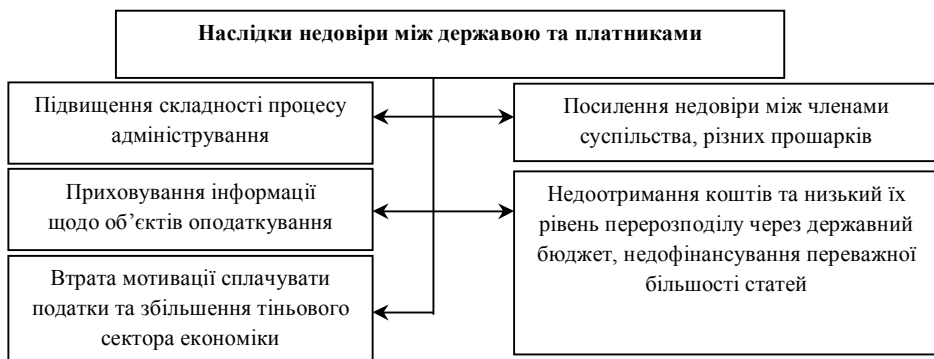 Наслідки недовіри між державою та платниками
Підвищення складності процесу
адміністрування
Посилення недовіри між членами
суспільства, різних прошарків
Приховування інформації
щодо об’єктів оподаткування
Недоотримання коштів та низький їх
рівень перерозподілу через державний
бюджет, недофінансування переважної
більшості статей
Втрата мотивації сплачувати
податки та збільшення тіньового
сектора економіки